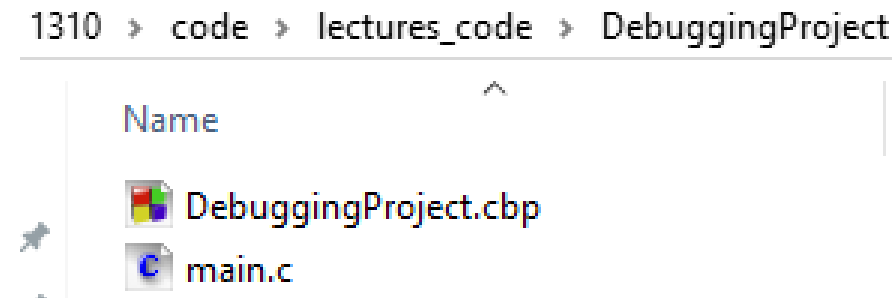 1310 > code > lectures_code > DebuggingProject
Name
DebuggingProject.cbp
C main.c